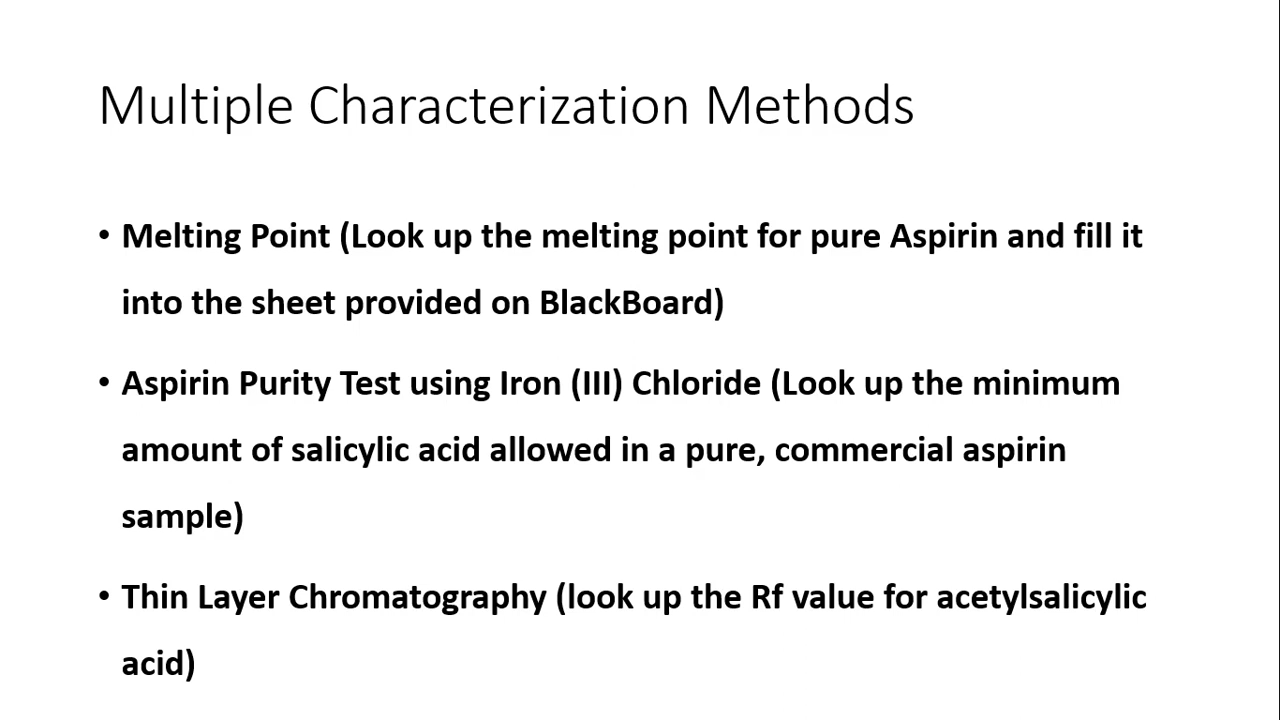 Multiple Characterization Methods
• Melting Point (Look up the melting point for pure Aspirin and fill it
into the sheet provided on BlackBoard)
• Aspirin Purity Test using Iron (III) Chloride (Look up the minimum
amount of salicylic acid allowed in a pure, commercial aspirin
sample)
• Thin Layer Chromatography (look up the Rf value for acetylsalicylic
acid)